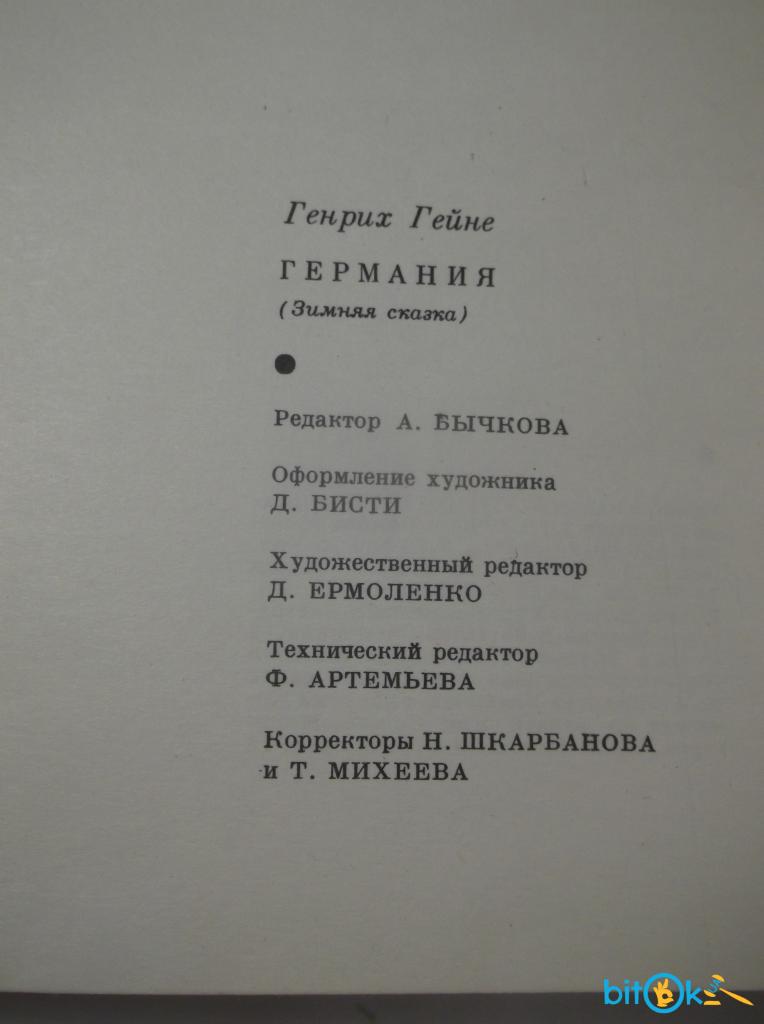 Генрих Гейне
ГЕРМАНИЯ
(Зимняя сказка)
Редактор А. БЫЧКОВА
Оформление художника
Д. БИСТИ
Художественный редактор
Д. ЕРМОЛЕНКО
Технический редактор
Ф. АРТЕМЬЕВА
Корректоры Н. ШКАРБАНОВА
и Т. МИХЕЕВА
bitOk